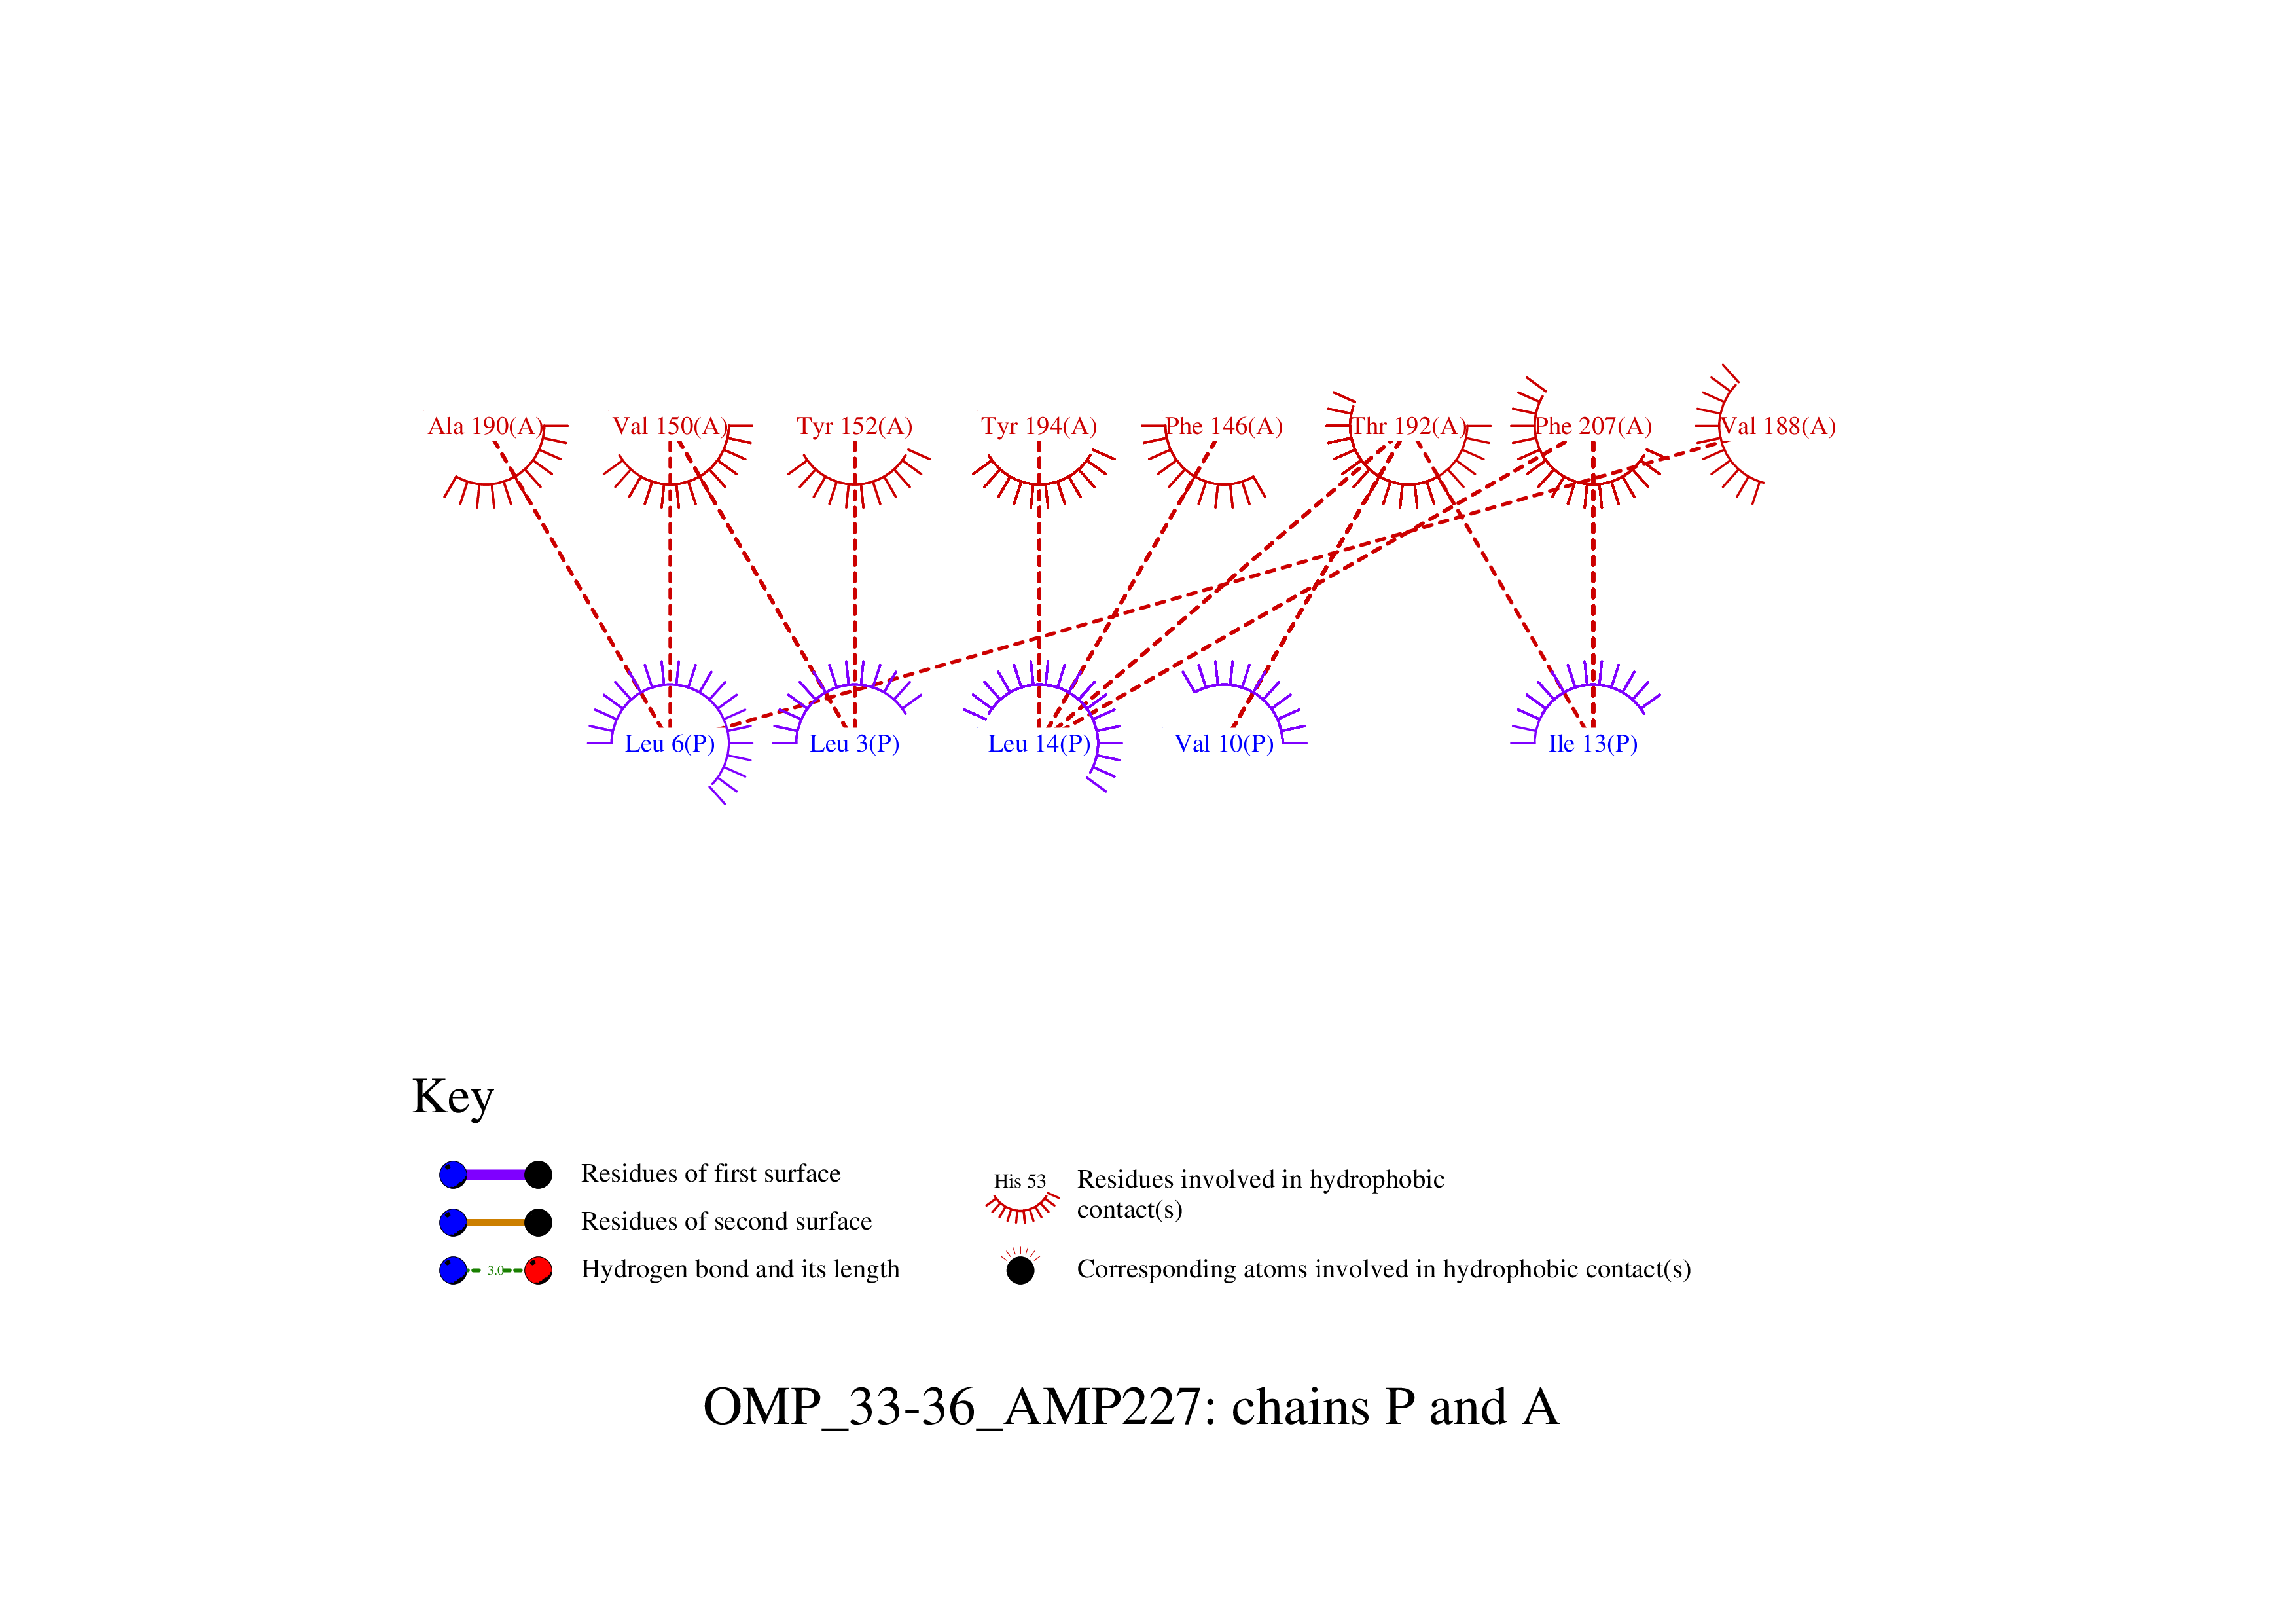 Ala 190(A) Val 150(A) Tyr 152(A) Tyr 194(A) Phe 146(A) Thr 192(A) Phe 207(A) Val 188(A)
Leu 6(P) Leu 3(P) Leu 14(P) Val 10(P) Ile 13(P)
Key
Residues of first surface
Residues of second surface
3.0 Hydrogen bond and its length
His 53 Residues involved in hydrophobic
contact(s)
Corresponding atoms involved in hydrophobic contact(s)
OMP_33-36_AMP227: chains P and A